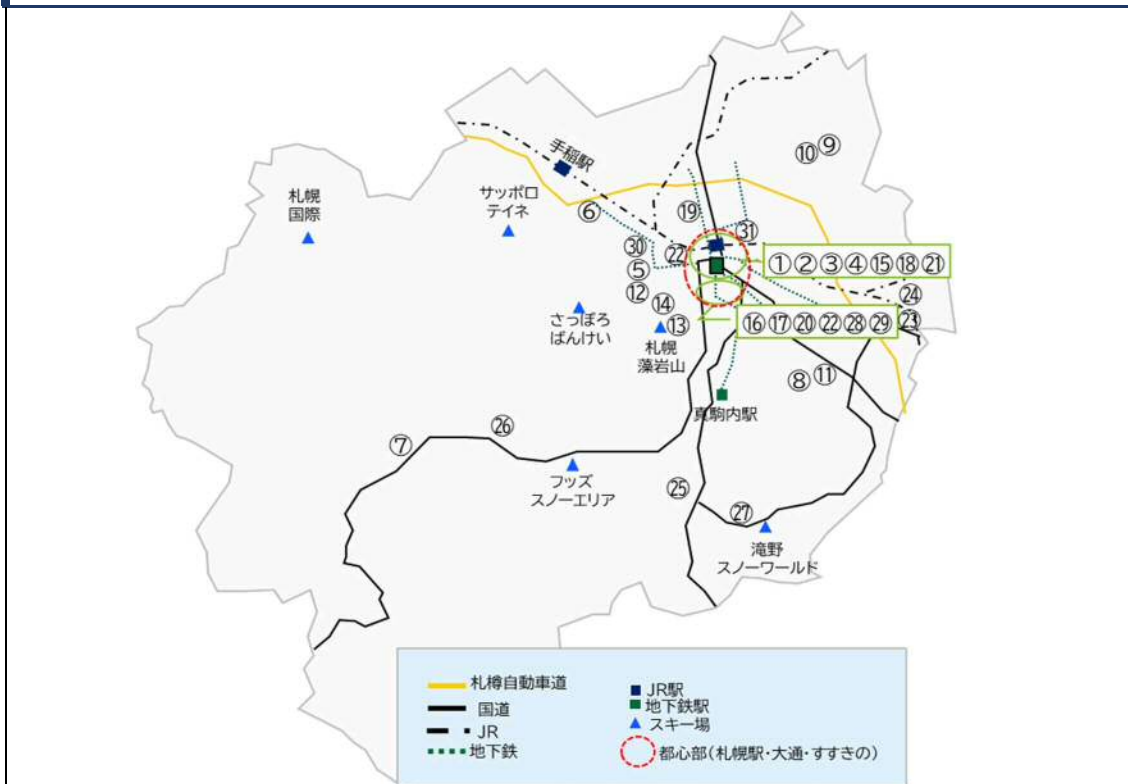 手稲駅
⑩⑨
札幌
国際
サッポロ
テイネ
⑥
⑲
㉛
㉚
㉒
⑤
①②③④⑮⑱㉑
⑫
⑭
㉔
⑬
⑯⑰⑳㉒㉘㉙
㉓
さっぽろ
ばんけい
札幌
藻岩山
⑧⑪
真駒内駅
㉖
⑦
フッズ
スノーエリア
㉕
㉗
滝野
スノーワールド
札樽自動車道
国道
JR
地下鉄
JR駅
地下鉄駅
スキー場
都心部(札幌駅・大通・すすきの)